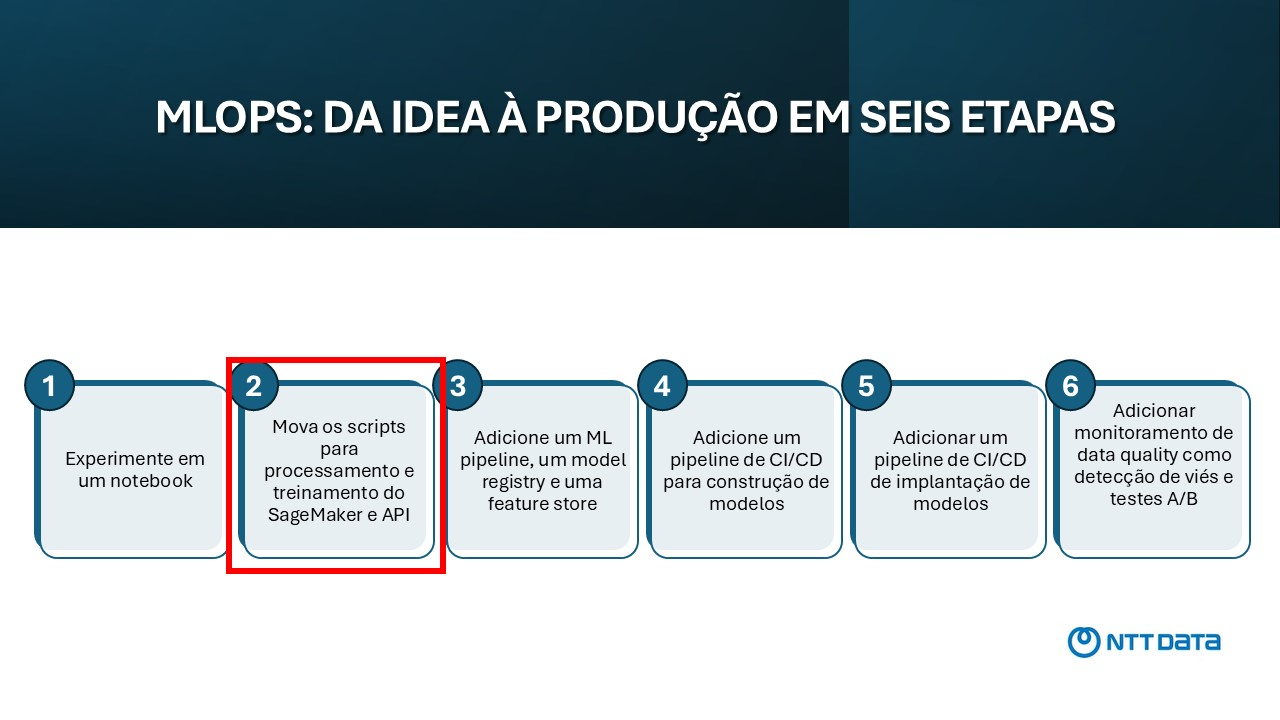 MLOPS: DA IDEA À PRODUÇÃO EM SEIS ETAPAS
1
Experimente em
um notebook
2
Mova os scripts
para
processamento e
treinamento do
SageMaker e API
3
Adicione um ML
pipeline, um model
registry e uma
feature store
4
Adicione um
pipeline de CI/CD
para construção de
modelos
5
Adicionar um
pipeline de CI/CD
de implantação de
modelos
6
Adicionar
monitoramento de
data quality como
detecção de viés e
testes A/B
NTT DATA